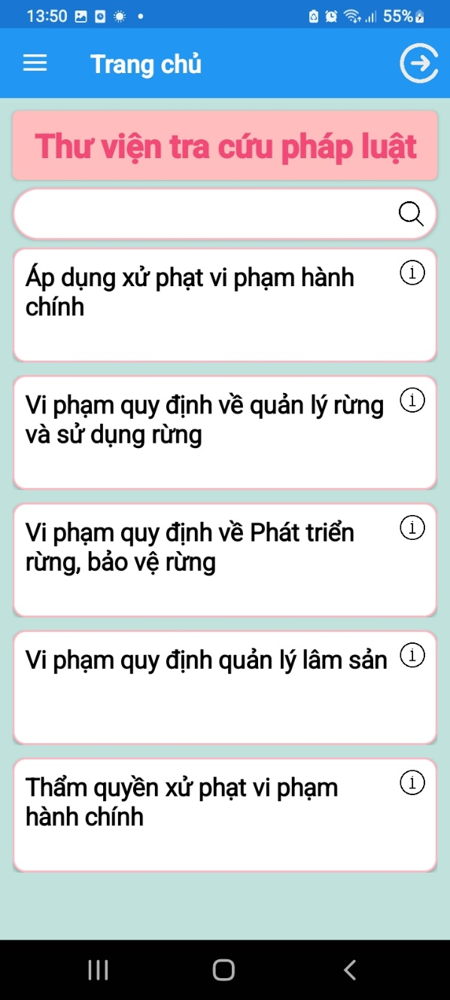 13:50 55%
Trang chủ
Thư viện tra cứu pháp luật
Áp dụng xử phạt vi phạm hành
chính
Vi phạm quy định về quản lý rừng
và sử dụng rừng
Vi phạm quy định về Phát triển
rừng, bảo vệ rừng
Vi phạm quy định quản lý lâm sản
Thẩm quyền xử phạt vi phạm
hành chính